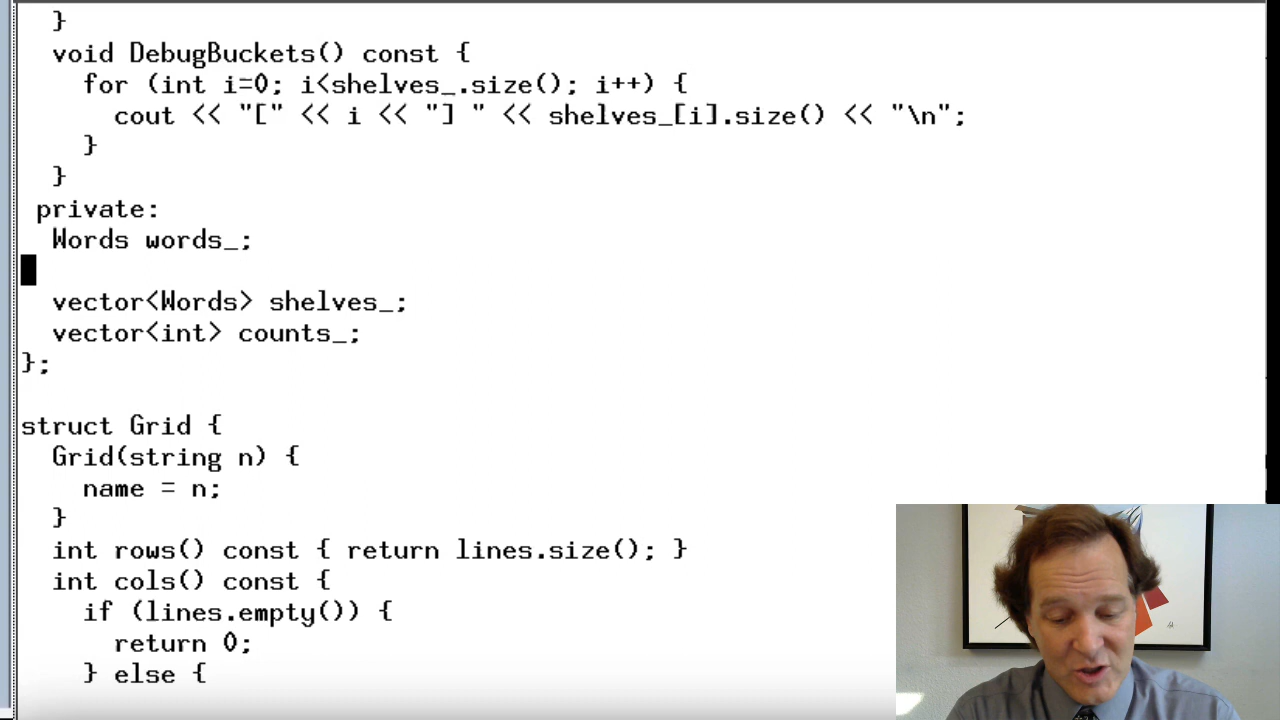 }
void DebugBuckets() const {
for (int i=0; i<shelves_.size(); i++) {
cout << "[" << i << "] " << shelves_[i].size() << "\n";
}
}
private:
Words words_;
vector<Words> shelves_;
vector<int> counts_;
};
struct Grid {
Grid(string n) {
name = n;
}
int rows() const { return lines.size(); }
int cols() const {
if (lines.empty()) {
return 0;
} else {